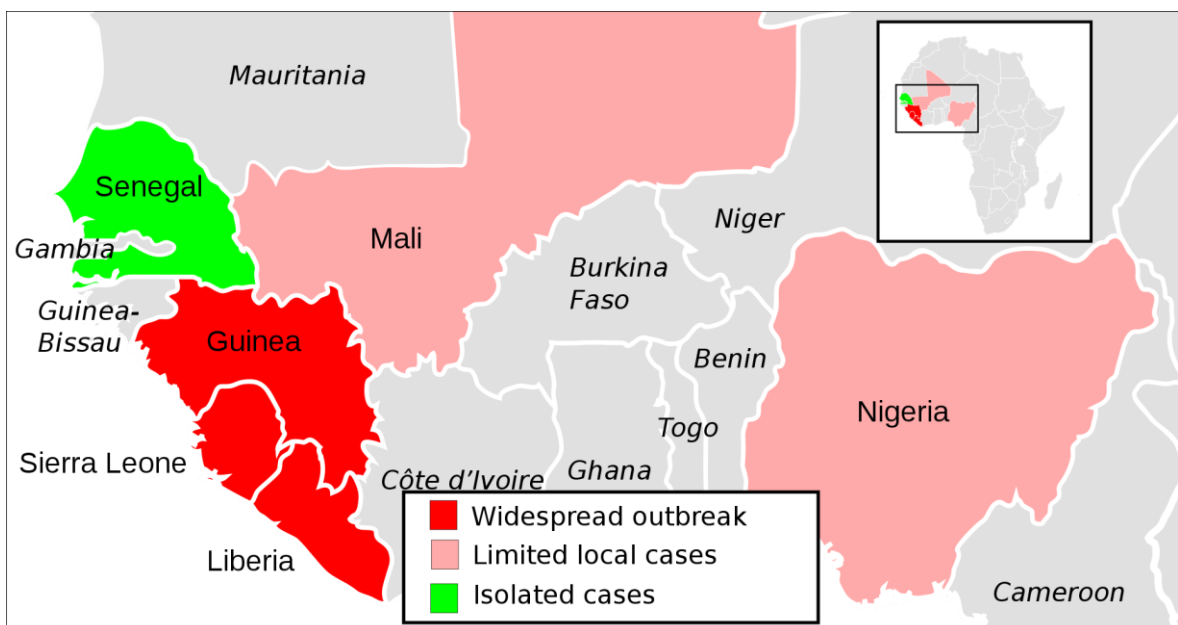 Mauritania
Senegal
Gambia
Mali
Niger
Guinea-
Bissau
Burkina
Faso
Guinea
Benin
Nigeria
Togo
Sierra Leone
Côte d'Ivoire
Ghana
Liberia
Cameroon
Widespread outbreak
Limited local cases
Isolated cases